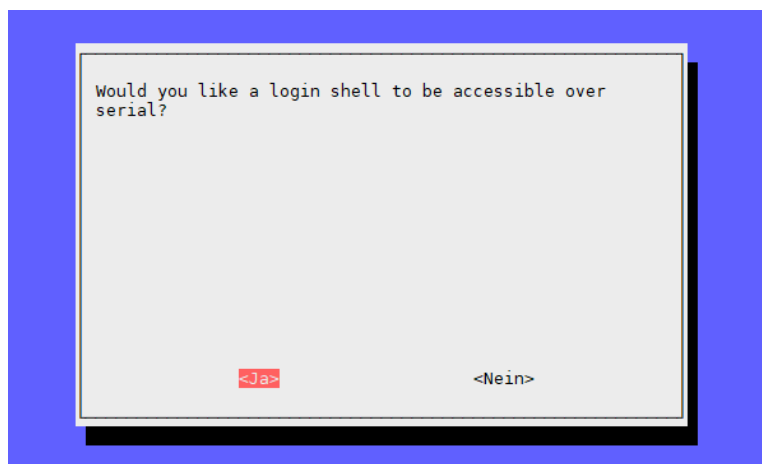 Would you like a login shell to be accessible over
serial?
<Ja> <Nein>